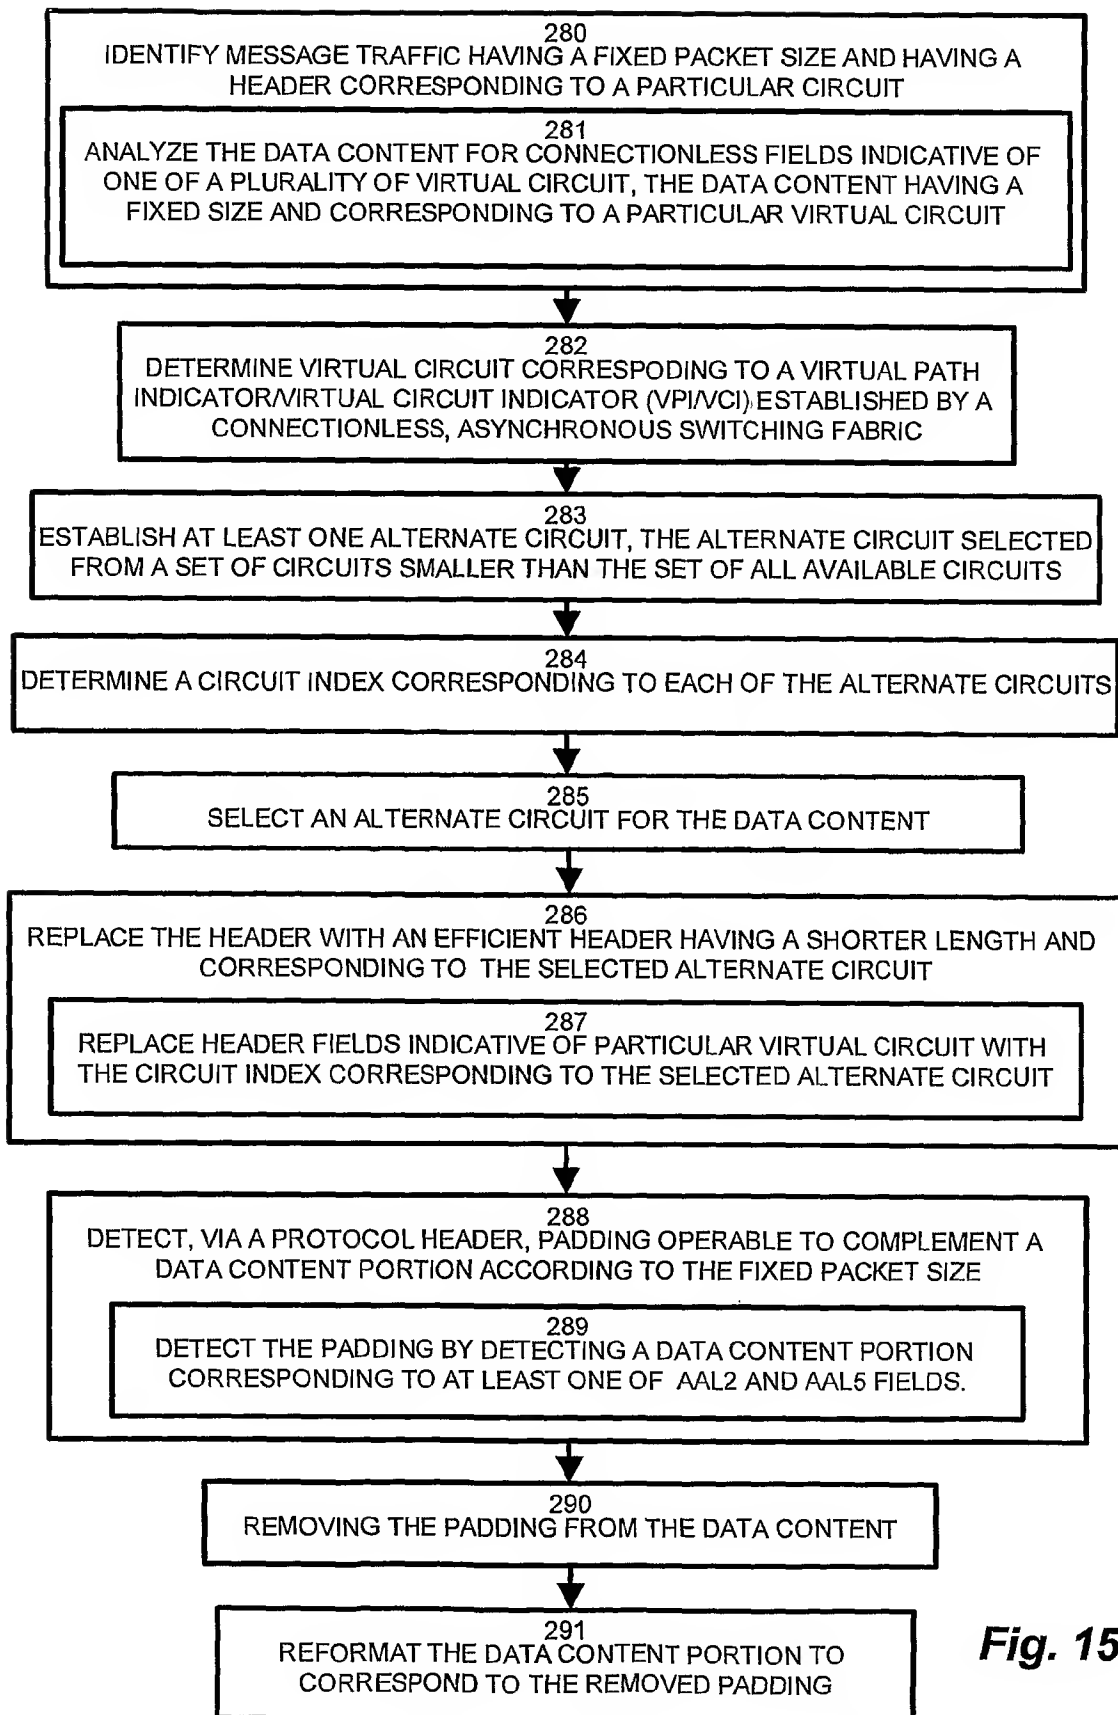 280
IDENTIFY MESSAGE TRAFFIC HAVING A FIXED PACKET SIZE AND HAVING A
HEADER CORRESPONDING TO A PARTICULAR CIRCUIT
281
ANALYZE THE DATA CONTENT FOR CONNECTIONLESS FIELDS INDICATIVE OF
ONE OF A PLURALITY OF VIRTUAL CIRCUIT, THE DATA CONTENT HAVING A
FIXED SIZE AND CORRESPONDING TO A PARTICULAR VIRTUAL CIRCUIT
282
DETERMINE VIRTUAL CIRCUIT CORRESPODING TO A VIRTUAL PATH
INDICATOR/VIRTUAL CIRCUIT INDICATOR (VPI/VCI) ESTABLISHED BY A
CONNECTIONLESS, ASYNCHRONOUS SWITCHING FABRIC
283
ESTABLISH AT LEAST ONE ALTERNATE CIRCUIT, THE ALTERNATE CIRCUIT SELECTED
FROM A SET OF CIRCUITS SMALLER THAN THE SET OF ALL AVAILABLE CIRCUITS
284
DETERMINE A CIRCUIT INDEX CORRESPONDING TO EACH OF THE ALTERNATE CIRCUITS
285
SELECT AN ALTERNATE CIRCUIT FOR THE DATA CONTENT
286
REPLACE THE HEADER WITH AN EFFICIENT HEADER HAVING A SHORTER LENGTH AND
CORRESPONDING TO THE SELECTED ALTERNATE CIRCUIT
287
REPLACE HEADER FIELDS INDICATIVE OF PARTICULAR VIRTUAL CIRCUIT WITH
THE CIRCUIT INDEX CORRESPONDING TO THE SELECTED ALTERNATE CIRCUIT
288
DETECT, VIA A PROTOCOL HEADER, PADDING OPERABLE TO COMPLEMENT A
DATA CONTENT PORTION ACCORDING TO THE FIXED PACKET SIZE
289
DETECT THE PADDING BY DETECTING A DATA CONTENT PORTION
CORRESPONDING TO AT LEAST ONE OF AAL2 AND AAL5 FIELDS.
290
REMOVING THE PADDING FROM THE DATA CONTENT
291
REFORMAT THE DATA CONTENT PORTION TO
CORRESPOND TO THE REMOVED PADDING
Fig. 15